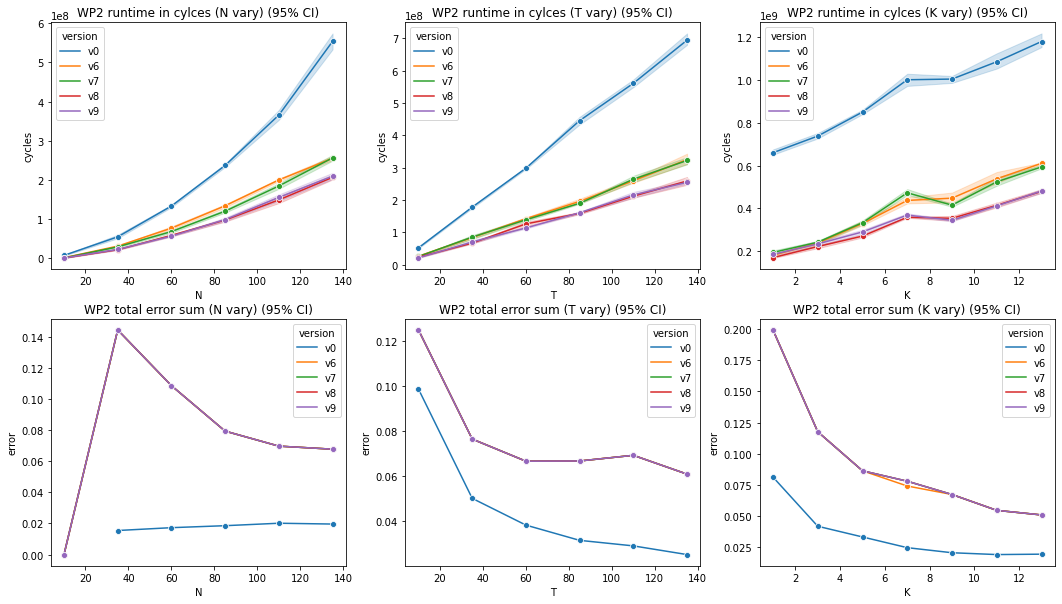 WP2 runtime in cylces (N vary) (95% CI)
1e8
6
5
4
3
2
1
0
cycles
20 40 60 80 100 120 140
N
version
v0
v6
v7
v8
v9
WP2 runtime in cylces (T vary) (95% CI)
1e8
7
6
5
4
3
2
1
0
cycles
20 40 60 80 100 120 140
T
version
v0
v6
v7
v8
v9
WP2 runtime in cylces (K vary) (95% CI)
1e9
1.2
1.0
0.8
0.6
0.4
0.2
cycles
2 4 6 8 10 12
K
version
v0
v6
v7
v8
v9
WP2 total error sum (N vary) (95% CI)
0.14
0.12
0.10
0.08
0.06
0.04
0.02
0.00
error
20 40 60 80 100 120 140
N
version
v0
v6
v7
v8
v9
WP2 total error sum (T vary) (95% CI)
0.12
0.10
0.08
0.06
0.04
error
20 40 60 80 100 120 140
T
version
v0
v6
v7
v8
v9
WP2 total error sum (K vary) (95% CI)
0.200
0.175
0.150
0.125
0.100
0.075
0.050
0.025
error
2 4 6 8 10 12
K
version
v0
v6
v7
v8
v9